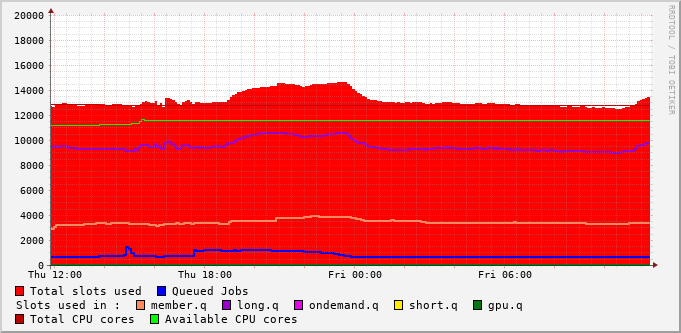 20000
18000
16000
14000
12000
10000
8000
6000
4000
2000
0
Thu 12:00 Thu 18:00 Fri 00:00 Fri 06:00
RRDTOOL / TOBI OETIKER
Total slots used Queued Jobs
Slots used in : member.q long.q ondemand.q short.q gpu.q
Total CPU cores Available CPU cores